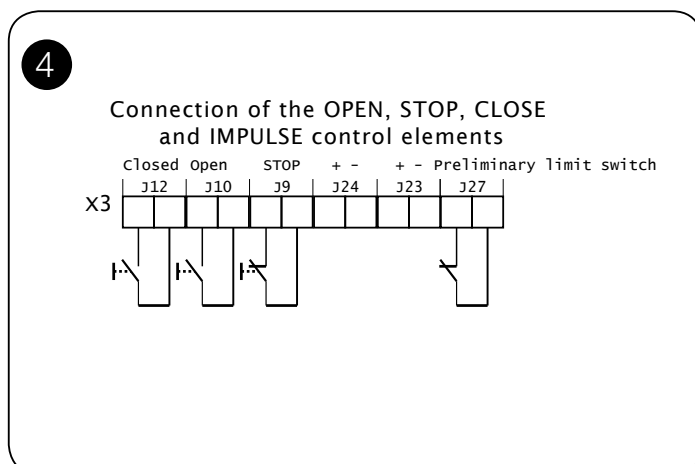 4
Connection of the OPEN, STOP, CLOSE
and IMPULSE control elements
Closed Open STOP + - + - Preliminary limit switch
J12 J10 J9 J24 J23 J27
X3